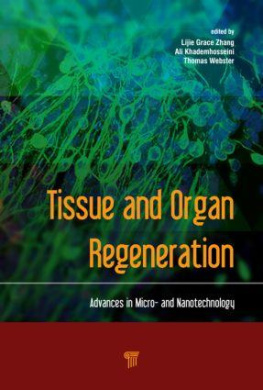 edited by
Lijie Grace Zhang
Ali Khademhosseini
Thomas Webster
Tissue and Organ
Regeneration
Advances in Micro- and Nanotechnology